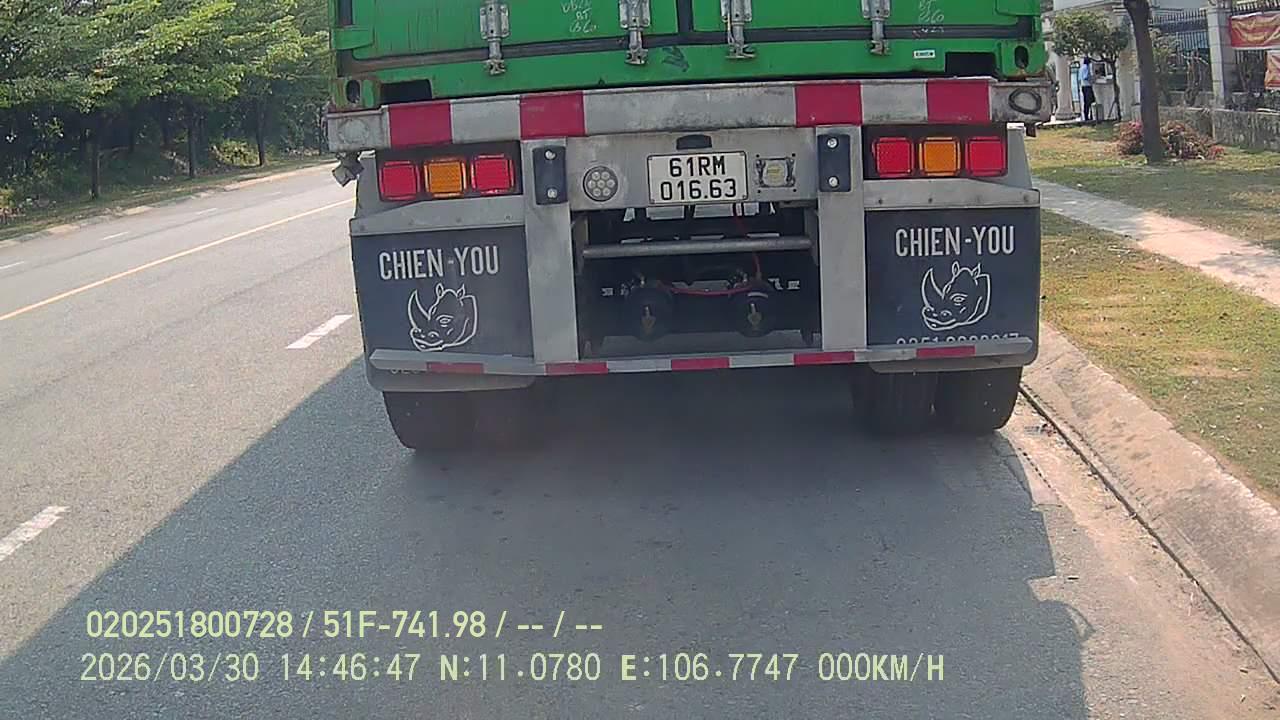 61RM
016.63
CHIEN-YOU
CHIEN-YOU
020251800728 / 51F-741.98 / -- / --
2026/03/30 14:46:47 N:11.0780 E:106.7747 000KM/H